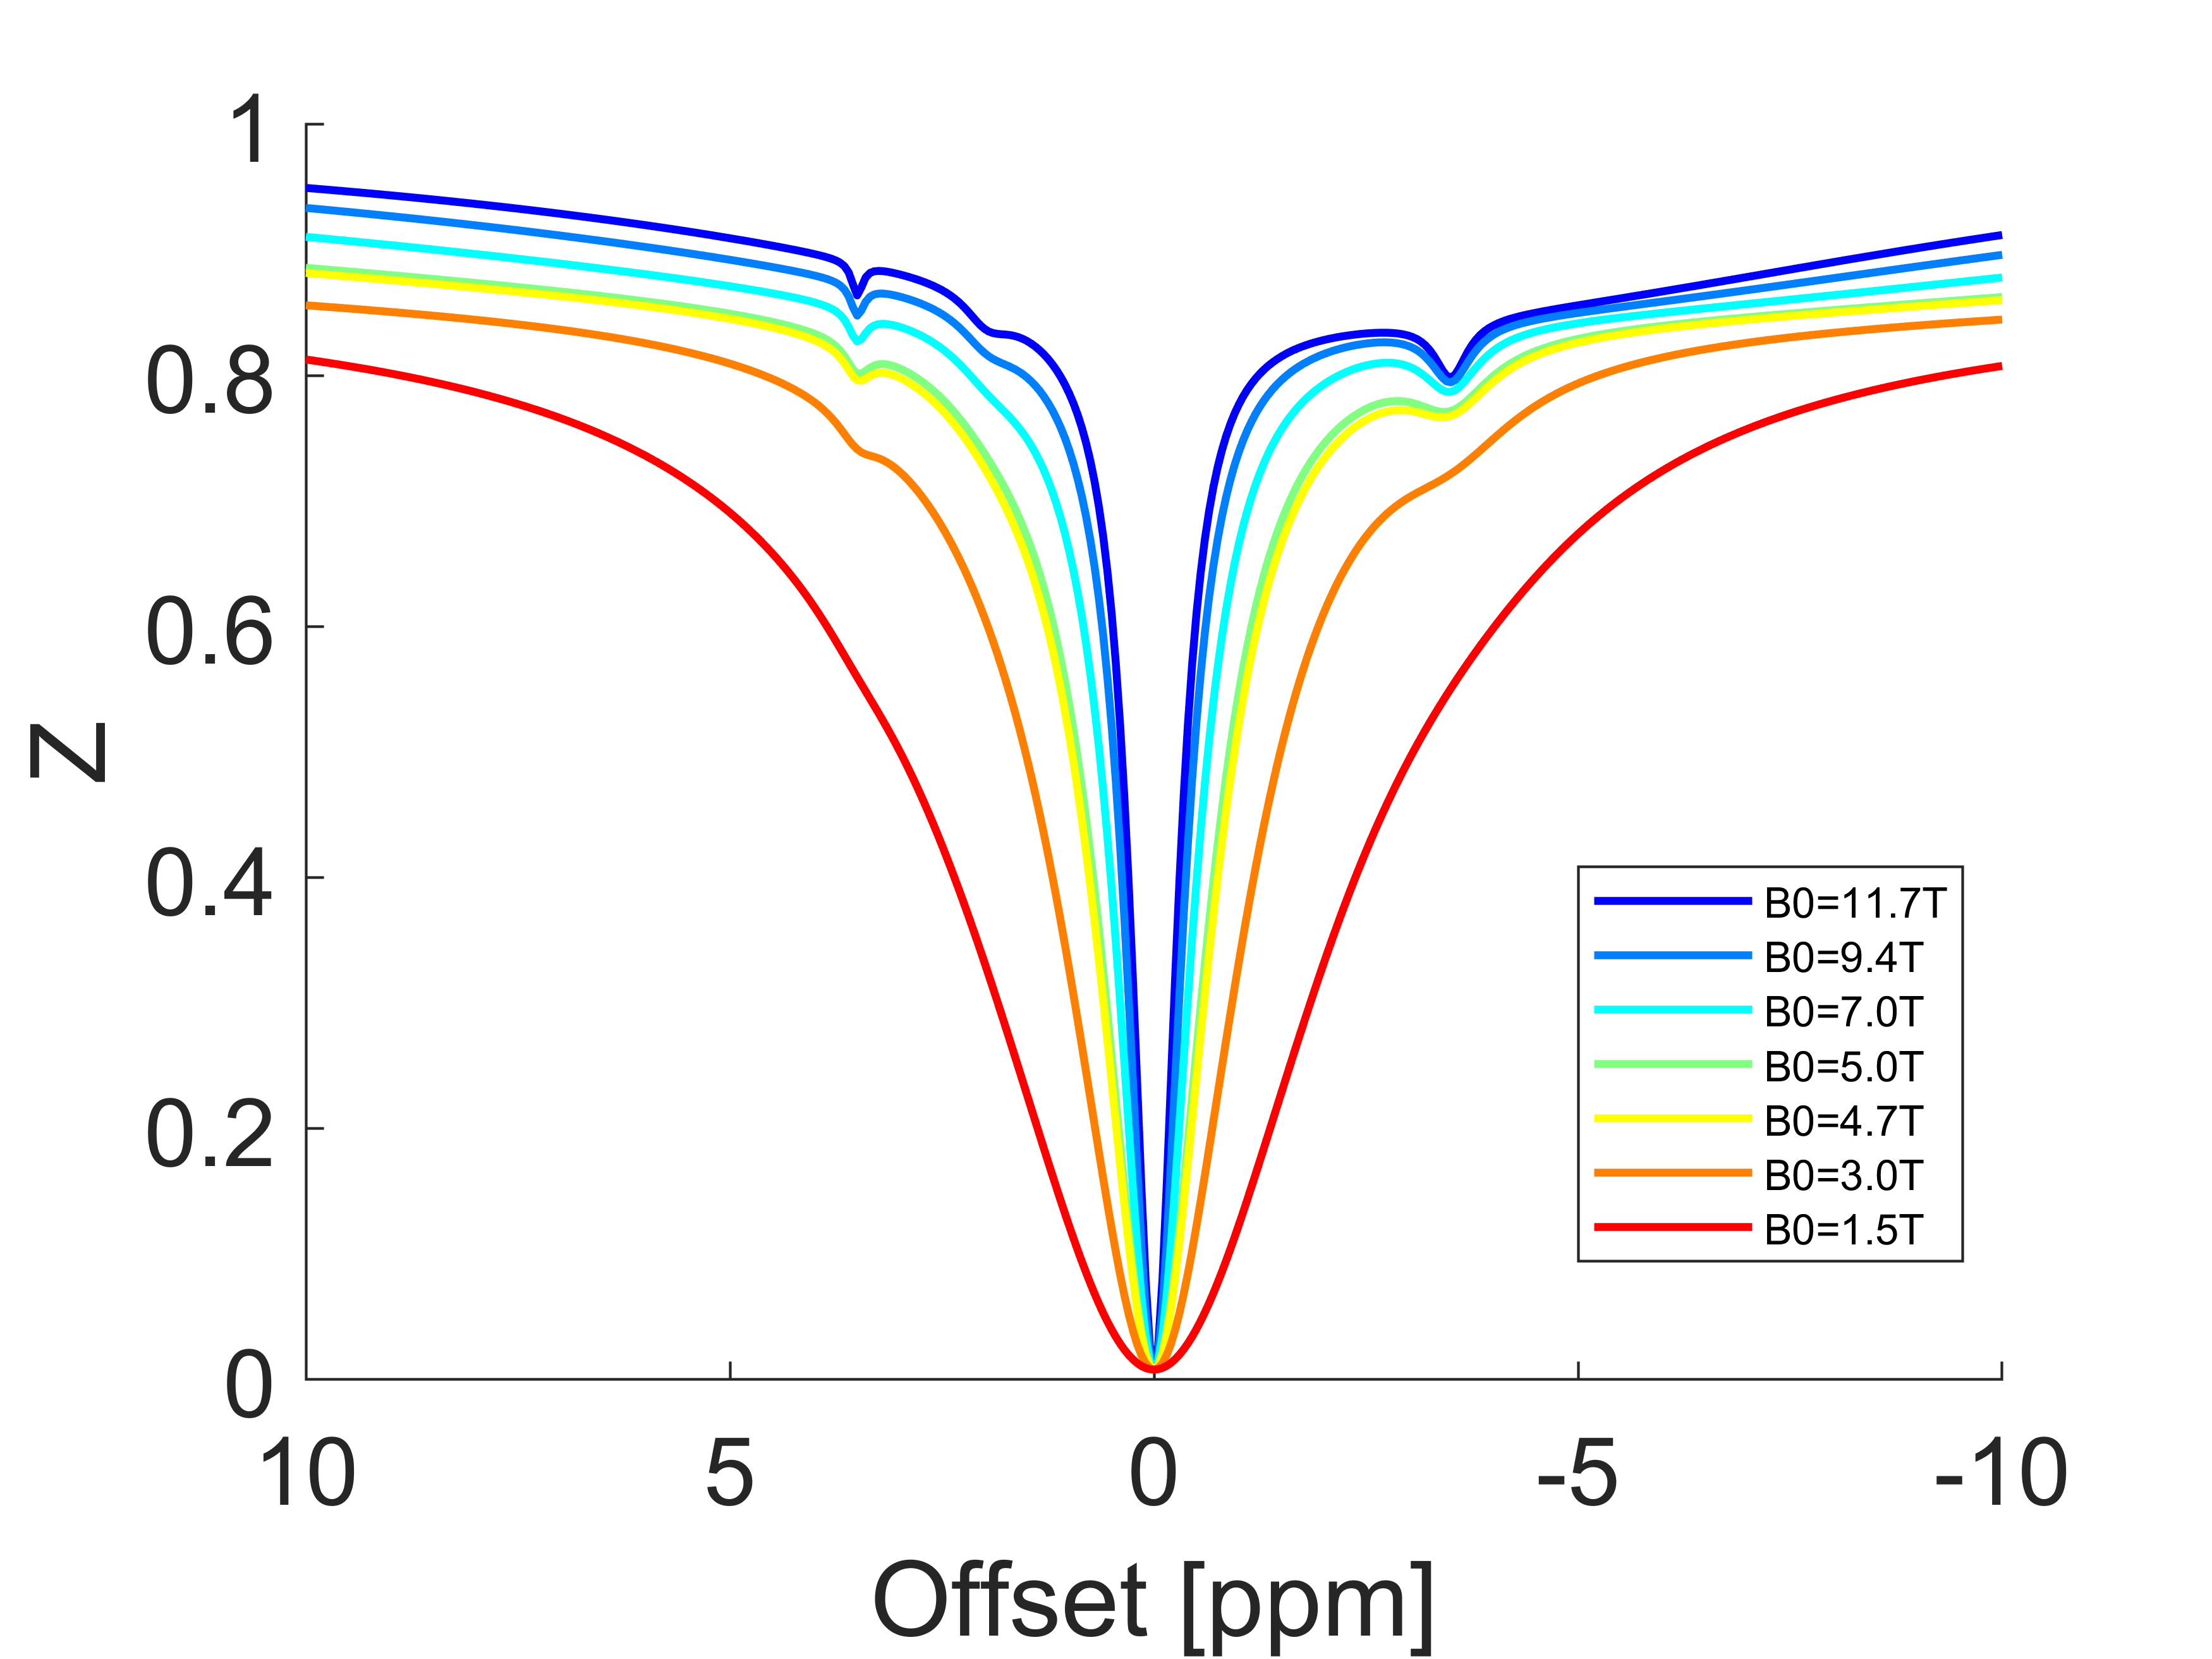 1
0.8
0.6
0.4
0.2
0
Z
10 5 0 -5 -10
Offset [ppm]
B0=11.7T
B0=9.4T
B0=7.0T
B0=5.0T
B0=4.7T
B0=3.0T
B0=1.5T